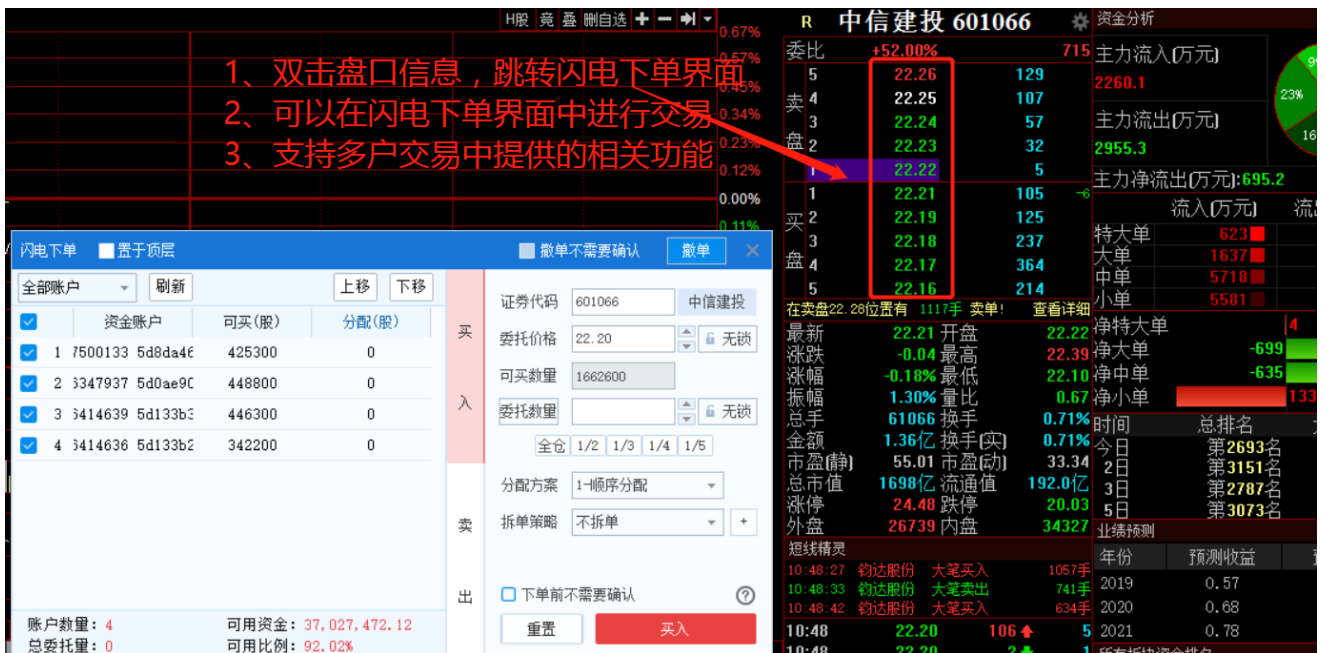 H股 竞 叠 删自选
0.67%
0.57%
0.45%
0.34%
0.23%
0.12%
0.00%
0.11%
1、双击盘口信息，跳转闪电下单界面
2、可以在闪电下单界面中进行交易
3、支持多户交易中提供的相关功能
R 中信建投 601066
委比 +52.00% 715
卖盘
5 22.26 129
4 22.25 107
3 22.24 57
2 22.23 32
1 22.22 5
买盘
1 22.21 105 -6
2 22.19 125
3 22.18 237
4 22.17 364
5 22.16 214
在卖盘22.28位置有 1117手 卖单! 查看详细
最新 22.21 开盘 22.22
涨跌 -0.04 最高 22.39
涨幅 -0.18% 最低 22.10
振幅 1.30% 量比 0.67
总手 61066 换手 0.71%
金额 1.36亿 换手(实) 0.71%
市盈(静) 55.01 市盈(动) 33.34
总市值 1698亿 流通值 192.0亿
涨停 24.48 跌停 20.03
外盘 26739 内盘 34327
短线精灵
10:48:27 钧达股份 大笔买入 1057手
10:48:33 钧达股份 大笔卖出 741手
10:48:42 钧达股份 大笔买入 634手
10:48 22.20 106 5
10:48 22.20 2 1
资金分析
主力流入(万元)
2260.1
主力流出(万元)
2955.3
23%
16
主力净流出(万元):695.2
流入(万元)
特大单 623
大单 1637
中单 5718
小单 5581
净特大单 4
净大单 -699
净中单 -635
净小单 133
时间 总排名
今日 第2693名
2日 第3151名
3日 第2787名
5日 第3073名
业绩预测
年份 预测收益
2019 0.57
2020 0.68
2021 0.78
闪电下单 置于顶层 撤单不需要确认 撤单
全部账户 刷新 上移 下移
资金账户 可买(股) 分配(股)
1 7500133 5d8da46 425300 0
2 6347937 5d0ae90 448800 0
3 6414639 5d133b3 446300 0
4 6414636 5d133b2 342200 0
账户数量: 4 可用资金: 37,027,472.12
总委托量: 0 可用比例: 92.02%
买入
卖出
证券代码 601066 中信建投
委托价格 22.20 无锁
可买数量 1662600
委托数量 无锁
全仓 1/2 1/3 1/4 1/5
分配方案 1-顺序分配
拆单策略 不拆单 +
下单前不需要确认
重置 买入